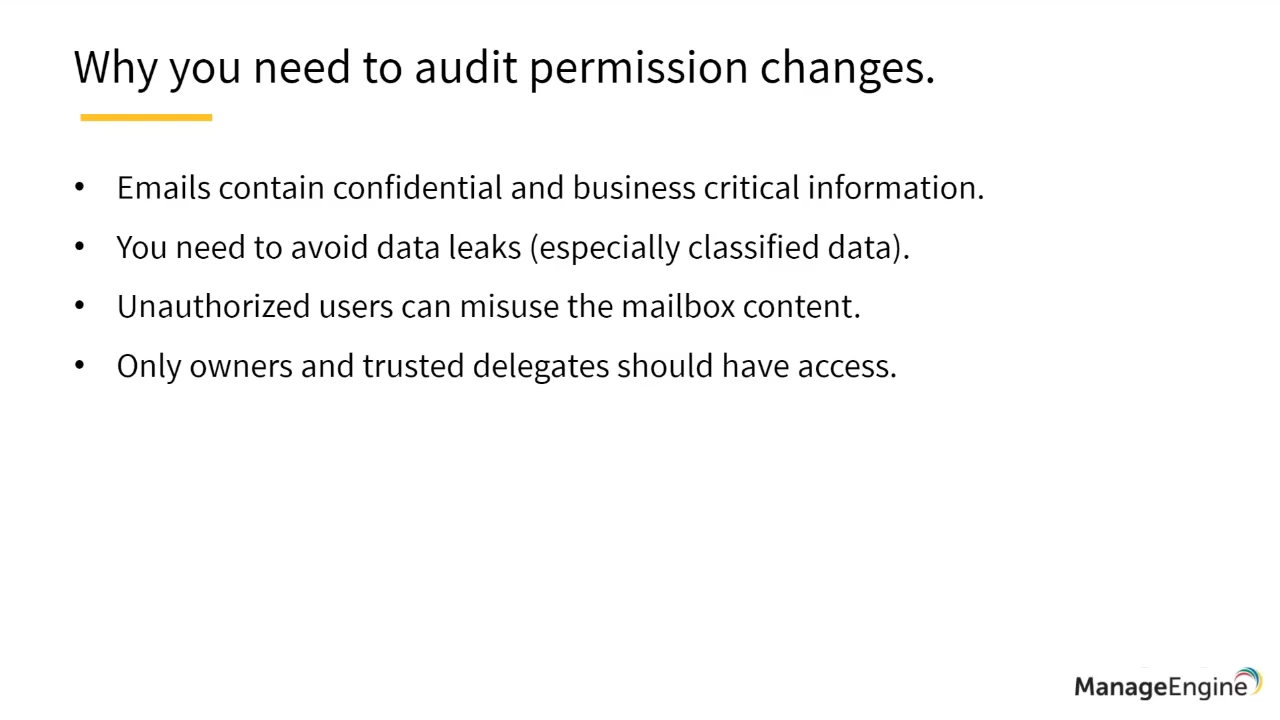 Why you need to audit permission changes.
• Emails contain confidential and business critical information.
• You need to avoid data leaks (especially classified data).
• Unauthorized users can misuse the mailbox content.
• Only owners and trusted delegates should have access.
ManageEngine